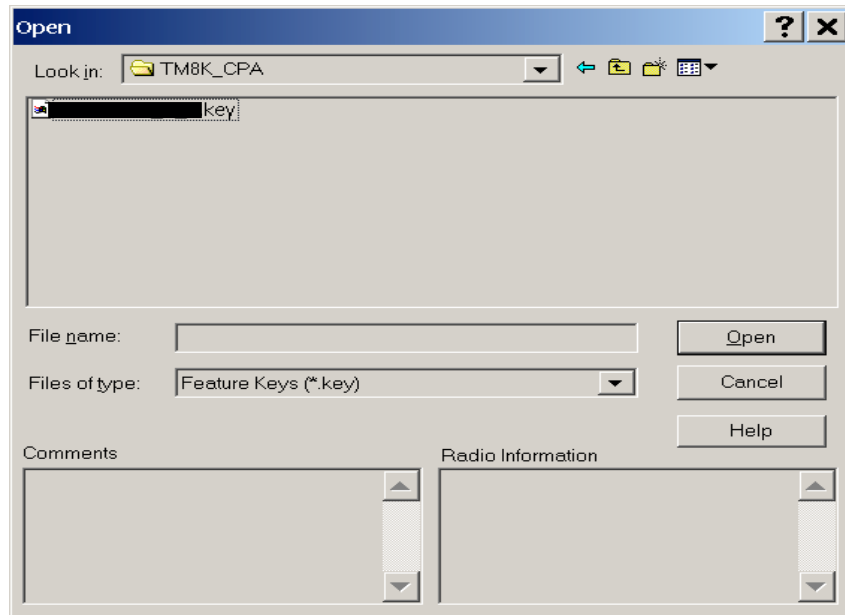 Open
Look in: TM8K_CPA
key
File name:
Open
Files of type: Feature Keys (*.key)
Cancel
Help
Comments
Radio Information